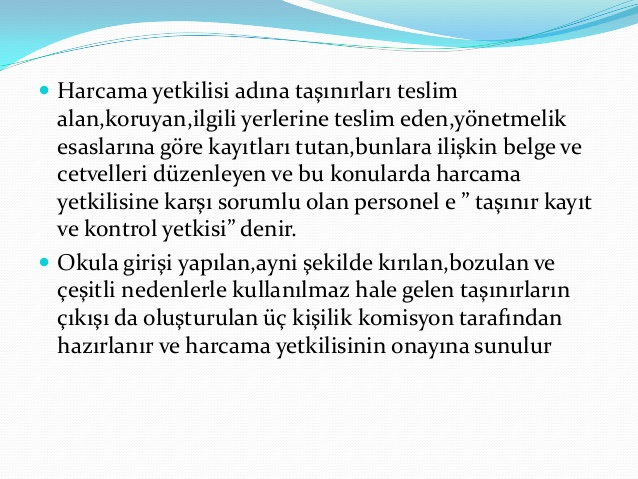 Harcama yetkilisi adına taşınırları teslim
alan,koruyan,ilgili yerlerine teslim eden,yönetmelik
esaslarına göre kayıtları tutan,bunlara ilişkin belge ve
cetvelleri düzenleyen ve bu konularda harcama
yetkilisine karşı sorumlu olan personel e ” taşınır kayıt
ve kontrol yetkisi” denir.
Okula girişi yapılan,ayni şekilde kırılan,bozulan ve
çeşitli nedenlerle kullanılmaz hale gelen taşınırların
çıkışı da oluşturulan üç kişilik komisyon tarafından
hazırlanır ve harcama yetkilisinin onayına sunulur